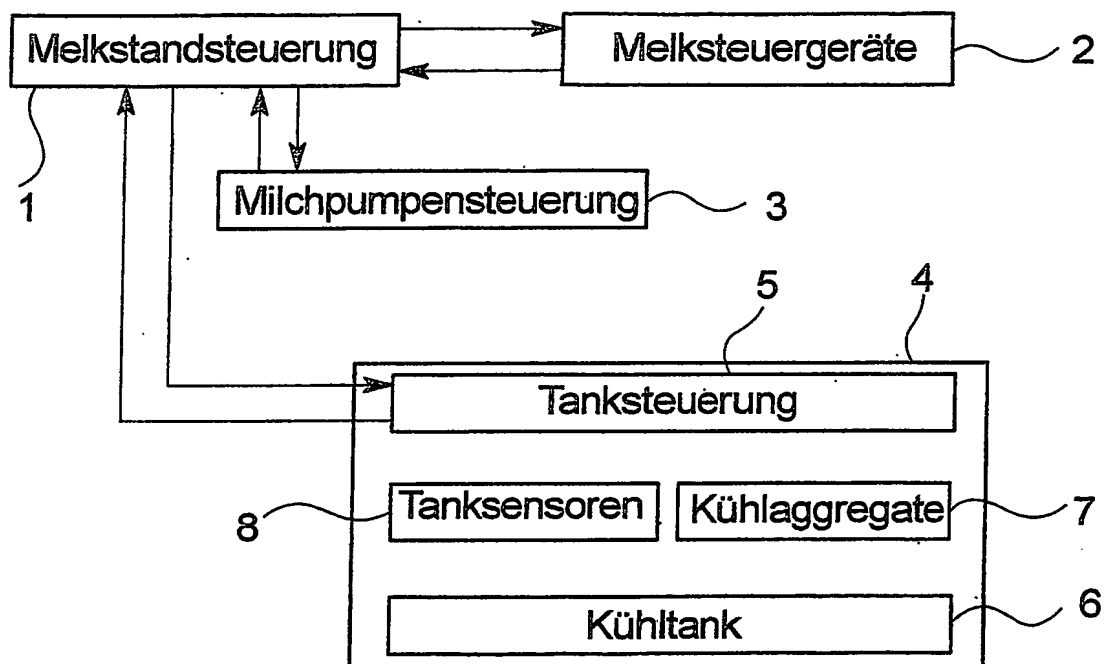 Melkstandsteuerung
Melksteuergeräte
2
1
Milchpumpensteuerung
3
5
4
Tanksteuerung
8
Tanksensoren
Kühlaggregate
7
Kühltank
6